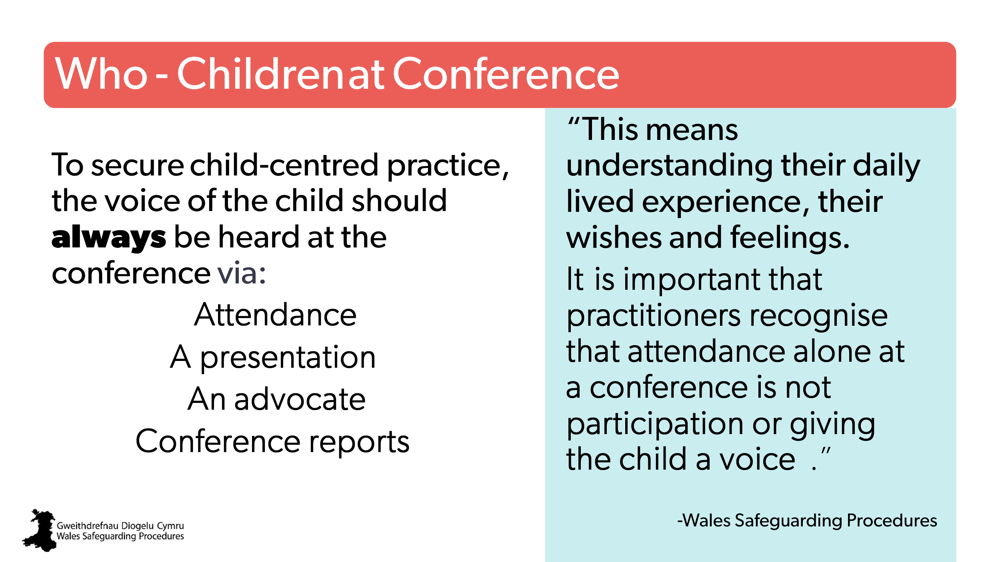 Who - Children at Conference
To secure child-centred practice,
the voice of the child should
always be heard at the
conference via:
Attendance
A presentation
An advocate
Conference reports
“This means
understanding their daily
lived experience, their
wishes and feelings.
It is important that
practitioners recognise
that attendance alone at
a conference is not
participation or giving
the child a voice .”
-Wales Safeguarding Procedures
Gweithdrefnau Diogelu Cymru
Wales Safeguarding Procedures